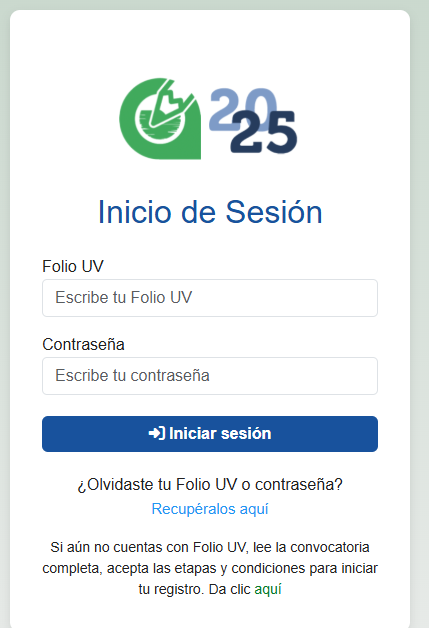 20
25
Inicio de Sesión
Folio UV
Escribe tu Folio UV
Contraseña
Escribe tu contraseña
Iniciar sesión
¿Olvidaste tu Folio UV o contraseña?
Recupéralos aquí
Si aún no cuentas con Folio UV, lee la convocatoria
completa, acepta las etapas y condiciones para iniciar
tu registro. Da clic aquí